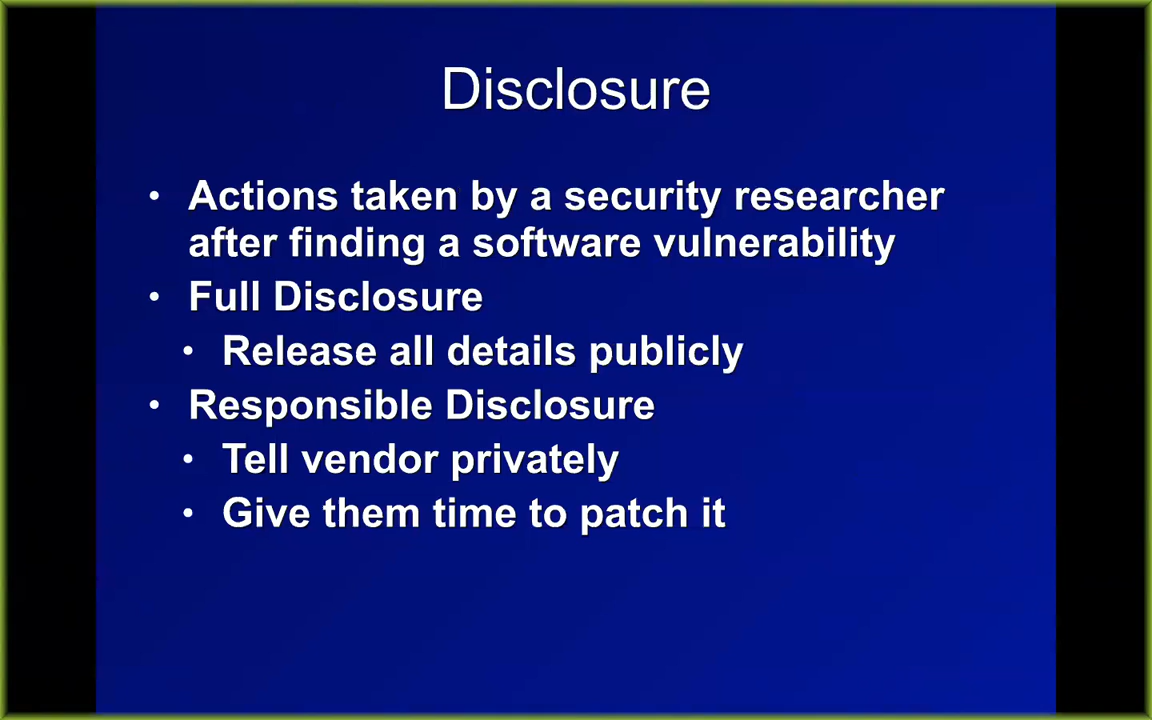 Disclosure
• Actions taken by a security researcher
after finding a software vulnerability
• Full Disclosure
• Release all details publicly
• Responsible Disclosure
• Tell vendor privately
• Give them time to patch it